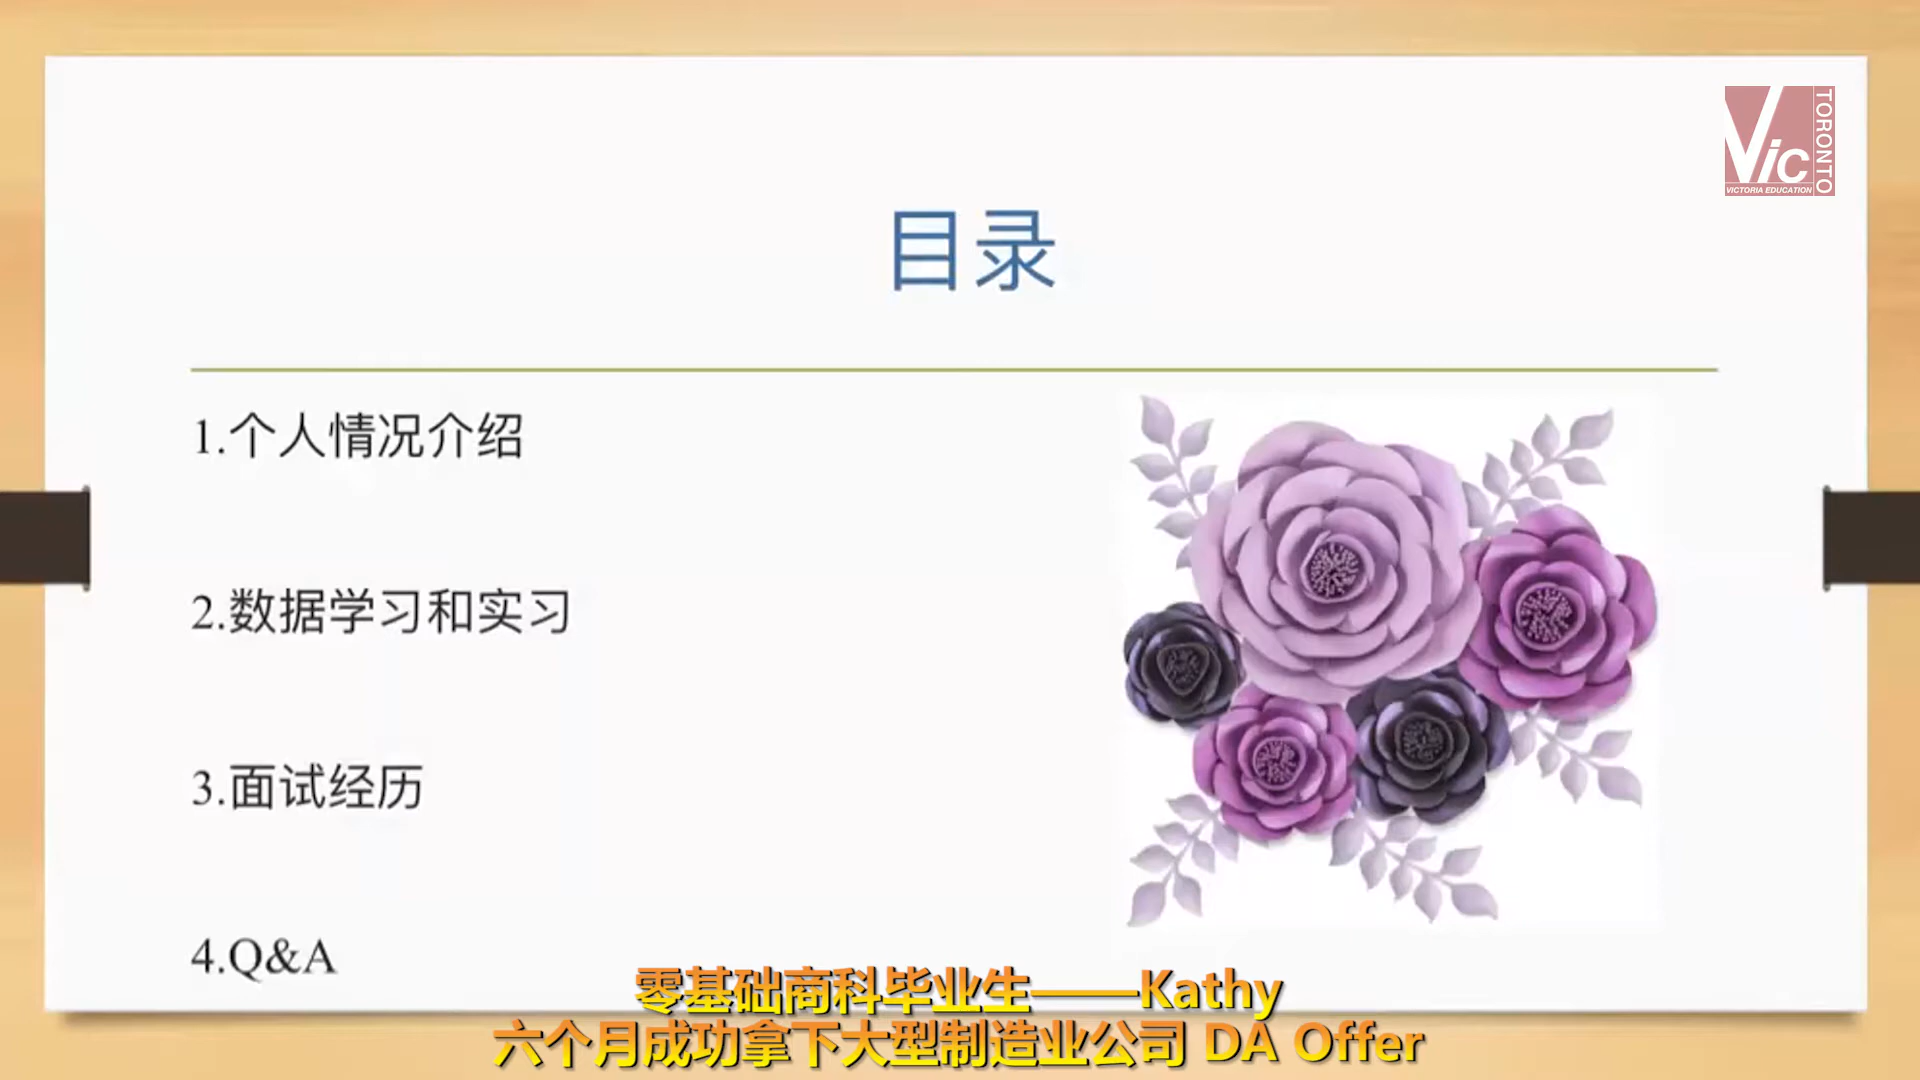 Vic
TORONTO
VICTORIA EDUCATION
目录
1.个人情况介绍
2.数据学习和实习
3.面试经历
4.Q&A
零基础商科毕业生——Kathy
六个月成功拿下大型制造业公司 DA Offer